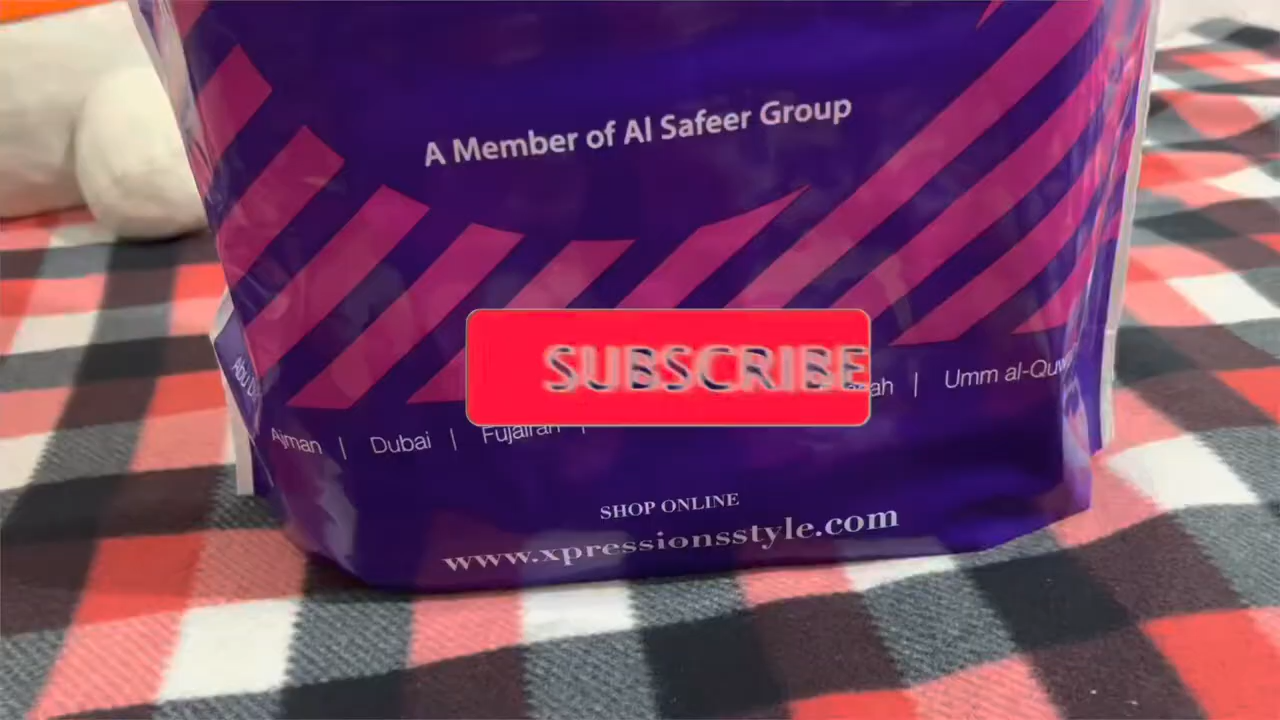 A Member of Al Safeer Group
SUBSCRIBE
Ajman | Dubai | Fujairah | | Umm al-Quw
SHOP ONLINE
www.xpressionsstyle.com